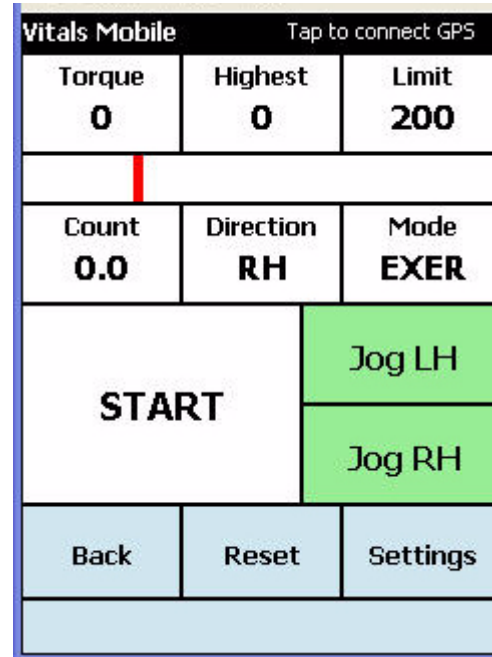 Vitals Mobile Tap to connect GPS
Torque Highest Limit
0 0 200
Count Direction Mode
0.0 RH EXER
START
Jog LH
Jog RH
Back Reset Settings